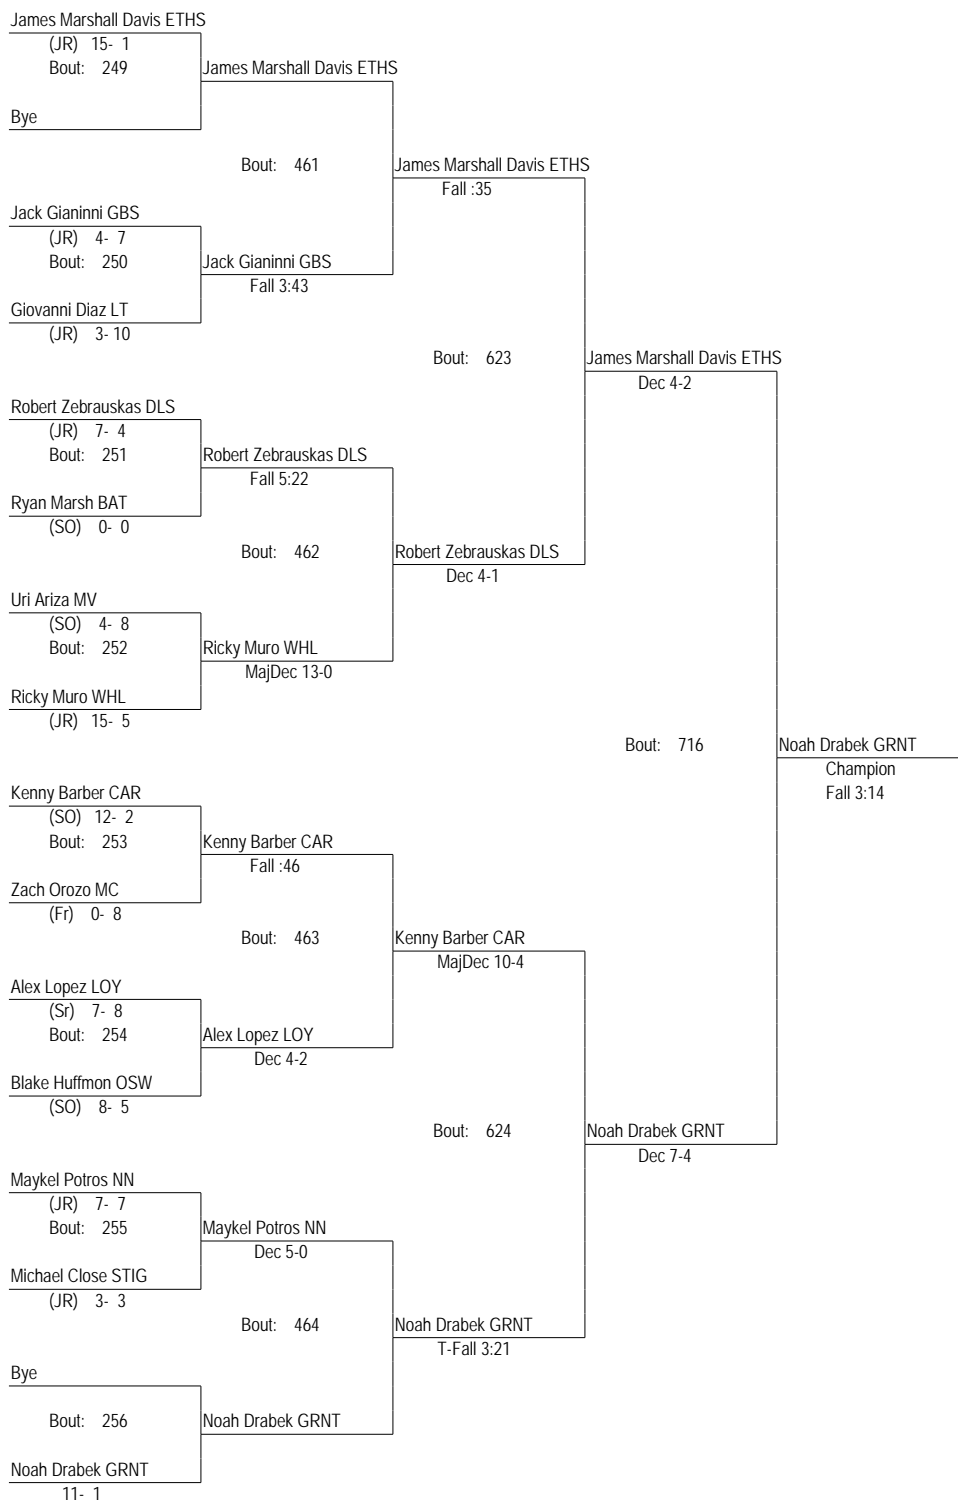 James Marshall Davis ETHS
(JR) 15- 1
Bout: 249
James Marshall Davis ETHS
Bye
Bout: 461
James Marshall Davis ETHS
Fall :35
Jack Gianinni GBS
(JR) 4- 7
Bout: 250
Jack Gianinni GBS
Fall 3:43
Giovanni Diaz LT
(JR) 3- 10
Bout: 623
James Marshall Davis ETHS
Dec 4-2
Robert Zebrauskas DLS
(JR) 7- 4
Bout: 251
Robert Zebrauskas DLS
Fall 5:22
Ryan Marsh BAT
(SO) 0- 0
Bout: 462
Robert Zebrauskas DLS
Dec 4-1
Uri Ariza MV
(SO) 4- 8
Bout: 252
Ricky Muro WHL
MajDec 13-0
Ricky Muro WHL
(JR) 15- 5
Bout: 716
Noah Drabek GRNT
Champion
Fall 3:14
Kenny Barber CAR
(SO) 12- 2
Bout: 253
Kenny Barber CAR
Fall :46
Zach Orozo MC
(Fr) 0- 8
Bout: 463
Kenny Barber CAR
MajDec 10-4
Alex Lopez LOY
(Sr) 7- 8
Bout: 254
Alex Lopez LOY
Dec 4-2
Blake Huffmon OSW
(SO) 8- 5
Bout: 624
Noah Drabek GRNT
Dec 7-4
Maykel Potros NN
(JR) 7- 7
Bout: 255
Maykel Potros NN
Dec 5-0
Michael Close STIG
(JR) 3- 3
Bout: 464
Noah Drabek GRNT
T-Fall 3:21
Bye
Bout: 256
Noah Drabek GRNT
Noah Drabek GRNT
11- 1